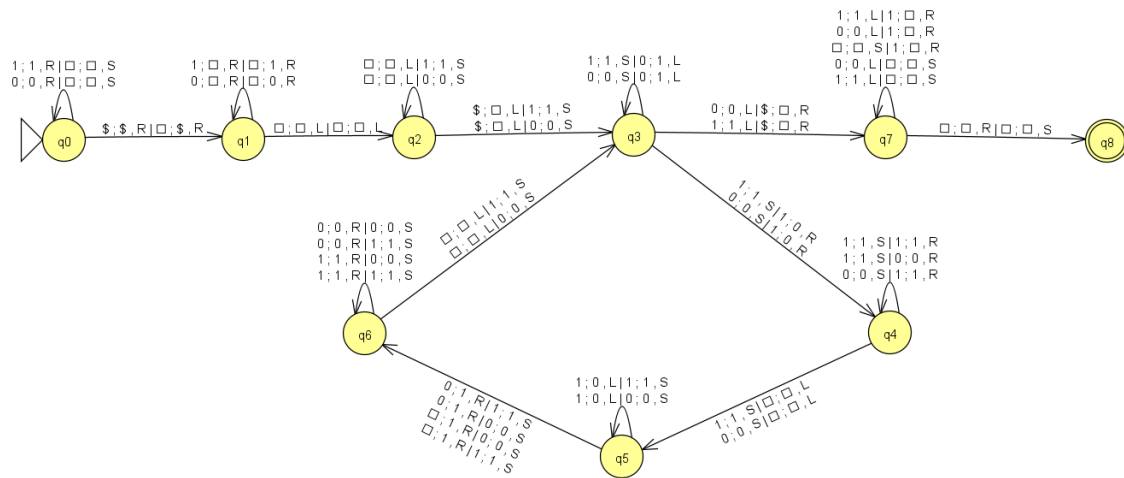 1;1,R|□;□,S
0;0,R|□;□,S
q0
$;$,R|□;$,R
1;□,R|□;1,R
0;□,R|□;0,R
q1
□;□,L|□;□,L
□;□,L|1;1,S
□;□,L|0;0,S
q2
$;□,L|1;1,S
$;□,L|0;0,S
1;1,S|0;1,L
0;0,S|0;1,L
q3
0;0,L|$;□,R
1;1,L|$;□,R
1;1,L|1;□,R
0;0,L|1;□,R
□;□,S|1;□,R
0;0,L|□;□,S
1;1,L|□;□,S
q7
□;□,R|□;□,S
q8
1;1,S|1;0,R
0;0,S|1;0,R
1;1,S|1;1,R
1;1,S|0;0,R
0;0,S|1;1,R
q4
1;1,S|□;□,L
0;0,S|□;□,L
1;0,L|1;1,S
1;0,L|0;0,S
q5
0;1,R|1;1,S
0;1,R|0;0,S
□;1,R|0;0,S
□;1,R|1;1,S
0;0,R|0;0,S
0;0,R|1;1,S
1;1,R|0;0,S
1;1,R|1;1,S
q6
□;□,L|1;1,S
□;□,L|0;0,S